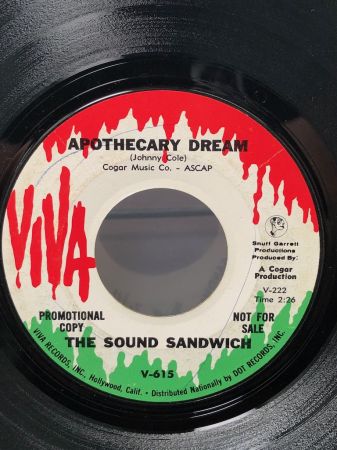 APOTHECARY DREAM
(Johnny Cole)
Cogar Music Co. - ASCAP
ViVA
Snuff Garrett
Productions
Produced By:
A Cogar
Production
V-222
Time 2:26
PROMOTIONAL
COPY
NOT FOR
SALE
THE SOUND SANDWICH
V-615
VIVA RECORDS, INC. Hollywood, Calif. • Distributed Nationally by DOT RECORDS, INC.